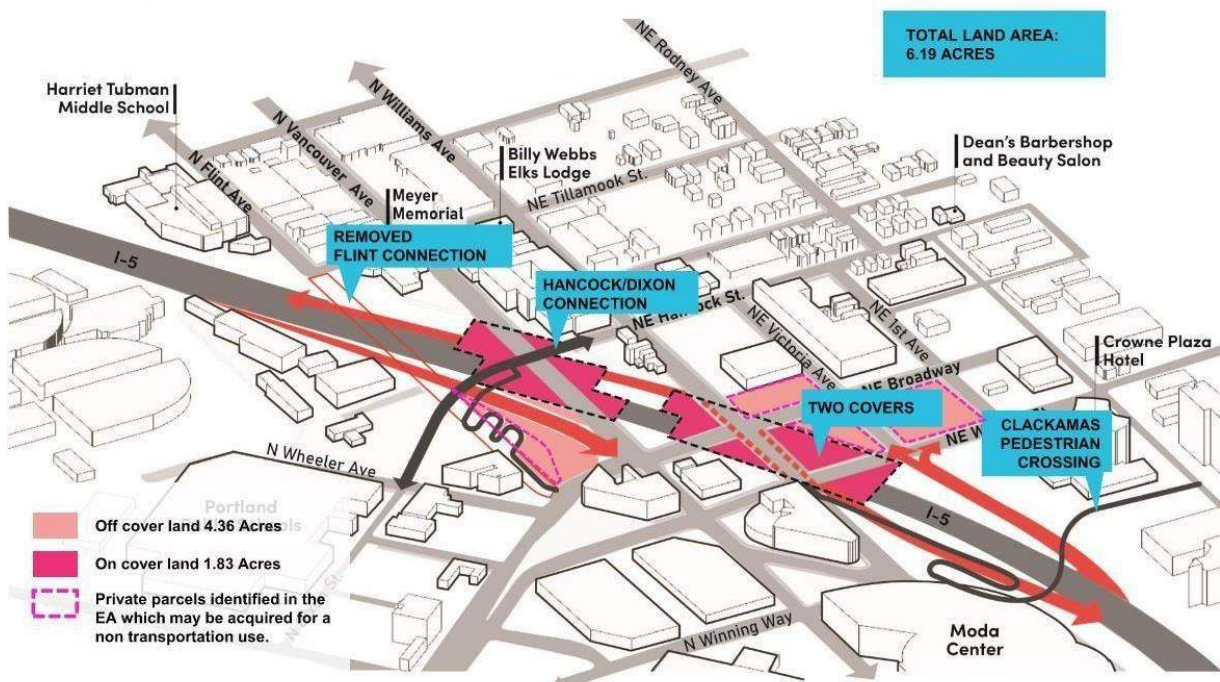 TOTAL LAND AREA:
6.19 ACRES
NE Rodney Ave
Harriet Tubman
Middle School
N Williams Ave
N Vancouver Ave
N Flint Ave
Billy Webbs
Elks Lodge
NE Tillamook St.
Dean's Barbershop
and Beauty Salon
Meyer
Memorial
REMOVED
FLINT CONNECTION
I-5
HANCOCK/DIXON
CONNECTION
NE Victoria Ave
NE 1st Ave
NE Broadway
Crowne Plaza
Hotel
TWO COVERS
CLACKAMAS
PEDESTRIAN
CROSSING
N Wheeler Ave
Portland
I-5
Off cover land 4.36 Acres
On cover land 1.83 Acres
Private parcels identified in the
EA which may be acquired for a
non transportation use.
N Winning Way
Moda
Center